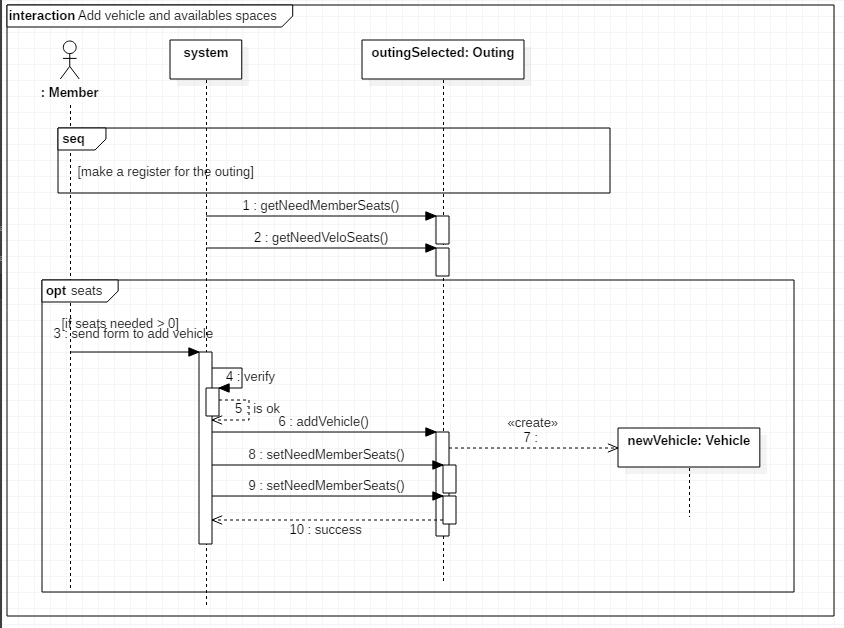 interaction Add vehicle and availables spaces
system
outingSelected: Outing
: Member
seq
[make a register for the outing]
1 : getNeedMemberSeats()
2 : getNeedVeloSeats()
opt seats
[if seats needed > 0]
3 : send form to add vehicle
4 : verify
5 : is ok
6 : addVehicle()
«create»
7 :
newVehicle: Vehicle
8 : setNeedMemberSeats()
9 : setNeedMemberSeats()
10 : success